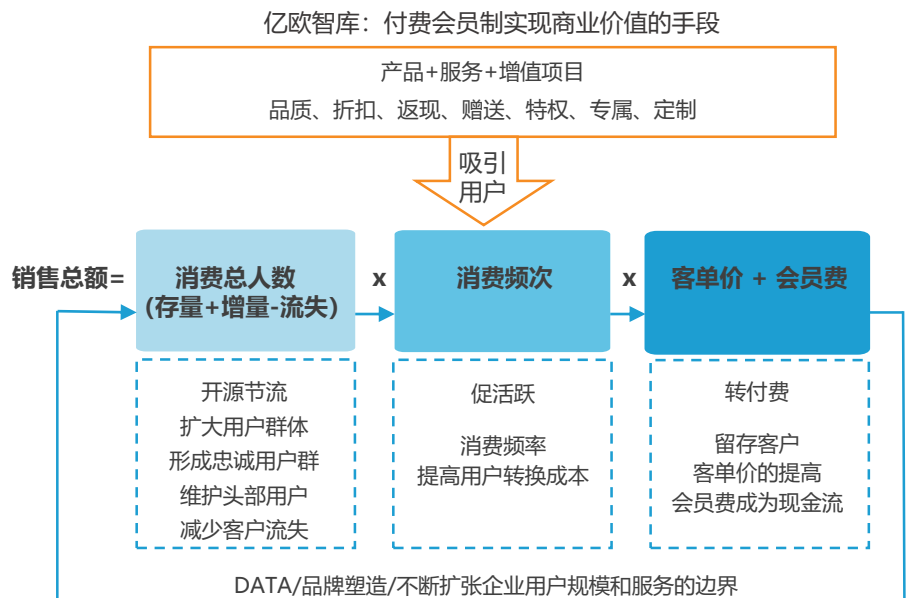 亿欧智库：付费会员制实现商业价值的手段
产品+服务+增值项目
品质、折扣、返现、赠送、特权、专属、定制
吸引
用户
销售总额=
消费总人数
(存量+增量-流失)
x
消费频次
x
客单价 + 会员费
开源节流
扩大用户群体
形成忠诚用户群
维护头部用户
减少客户流失
促活跃
消费频率
提高用户转换成本
转付费
留存客户
客单价的提高
会员费成为现金流
DATA/品牌塑造/不断扩张企业用户规模和服务的边界